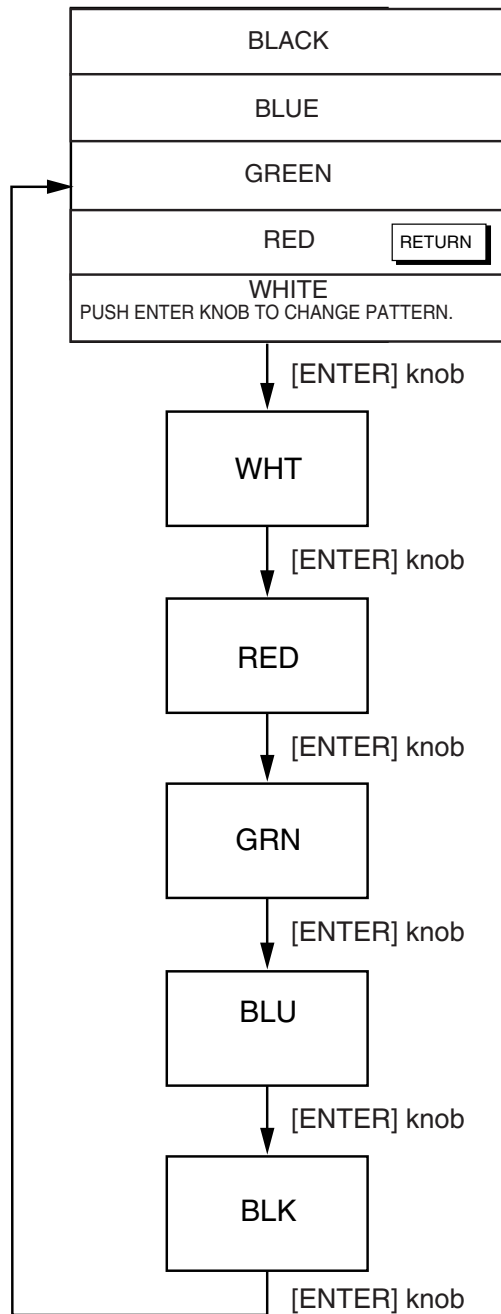 BLACK
BLUE
GREEN
RED
RETURN
WHITE
PUSH ENTER KNOB TO CHANGE PATTERN.
[ENTER] knob
WHT
[ENTER] knob
RED
[ENTER] knob
GRN
[ENTER] knob
BLU
[ENTER] knob
BLK
[ENTER] knob